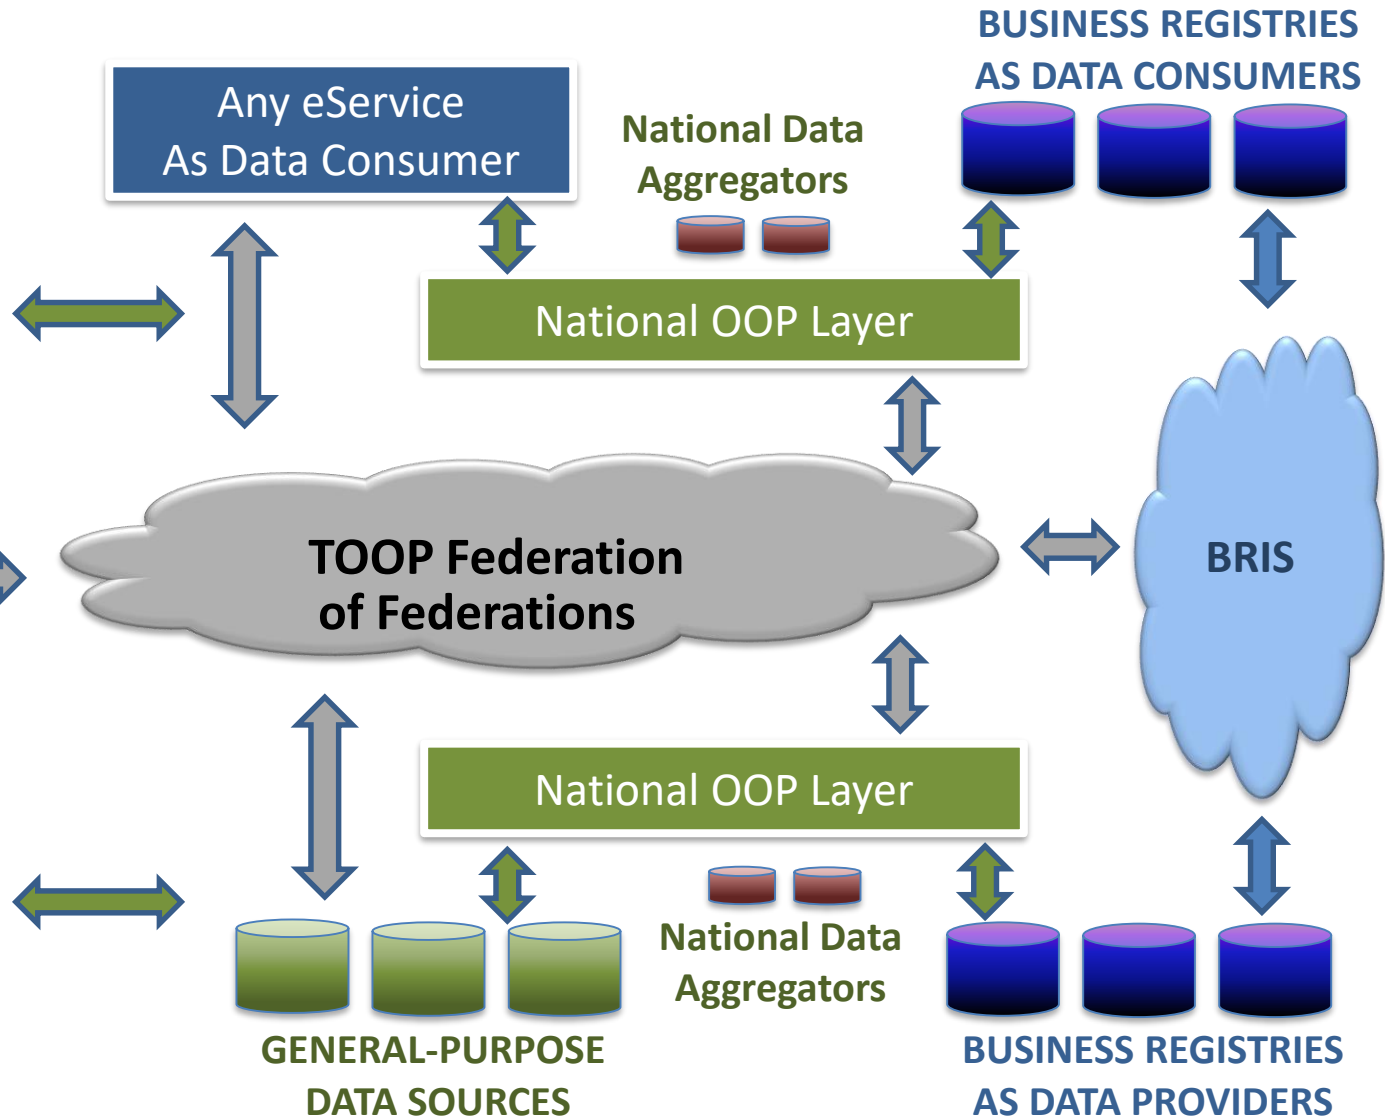 BUSINESS REGISTRIES
AS DATA CONSUMERS
Any eService
As Data Consumer
National Data
Aggregators
National OOP Layer
TOOP Federation
of Federations
BRIS
National OOP Layer
National Data
Aggregators
GENERAL-PURPOSE
DATA SOURCES
BUSINESS REGISTRIES
AS DATA PROVIDERS